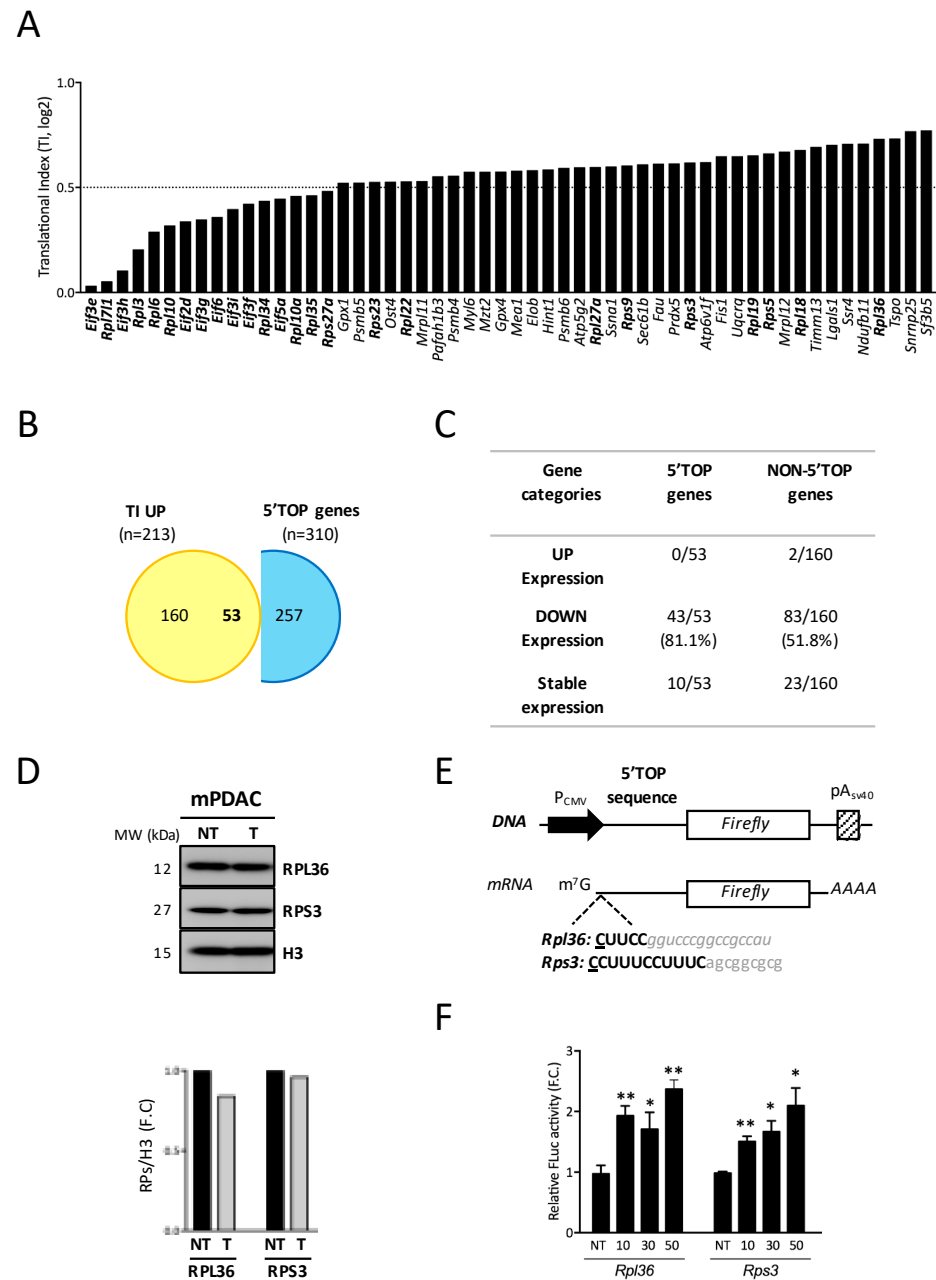 A
Translational Index (TI, log2)
1.0
0.5
0.0
Eif3e
Rpl7l1
Eif3h
Rpl3
Rpl6
Rpl10
Eif2d
Eif3g
Eif6
Eif3i
Eif3f
Rpl34
Eif5a
Rpl10a
Rpl35
Rps27a
Gpx1
Psmb5
Rps23
Ost4
Rpl22
Mrpl11
Pafah1b3
Psmb4
Myl6
Mzt2
Gpx4
Mea1
Elob
Hint1
Psmb6
Atp5g2
Rpl27a
Ssna1
Rps9
Sec61b
Fau
Prdx5
Rps3
Atp6v1f
Fis1
Uqcrq
Rpl19
Rps5
Mrpl12
Rpl18
Timm13
Lgals1
Ssr4
Ndufb11
Rpl36
Tspo
Snrnp25
Sf3b5
B
TI UP
(n=213)
5'TOP genes
(n=310)
160 53 257
C
Gene categories 5'TOP genes NON-5'TOP genes
UP Expression 0/53 2/160
DOWN Expression 43/53 (81.1%) 83/160 (51.8%)
Stable expression 10/53 23/160
D
mPDAC
MW (kDa) NT T
12 RPL36
27 RPS3
15 H3
RPs/H3 (F.C)
1.0
0.5
0.0
NT T NT T
RPL36 RPS3
E
5'TOP sequence
PCMV pAsv40
DNA Firefly
mRNA m7G Firefly AAAA
Rpl36: CUUCCggucccggccgccau
Rps3: CCUUUCCUUUCagcggcgcg
F
Relative FLuc activity (F.C.)
3
2
1
0
** * ** ** * *
NT 10 30 50 NT 10 30 50
Rpl36 Rps3